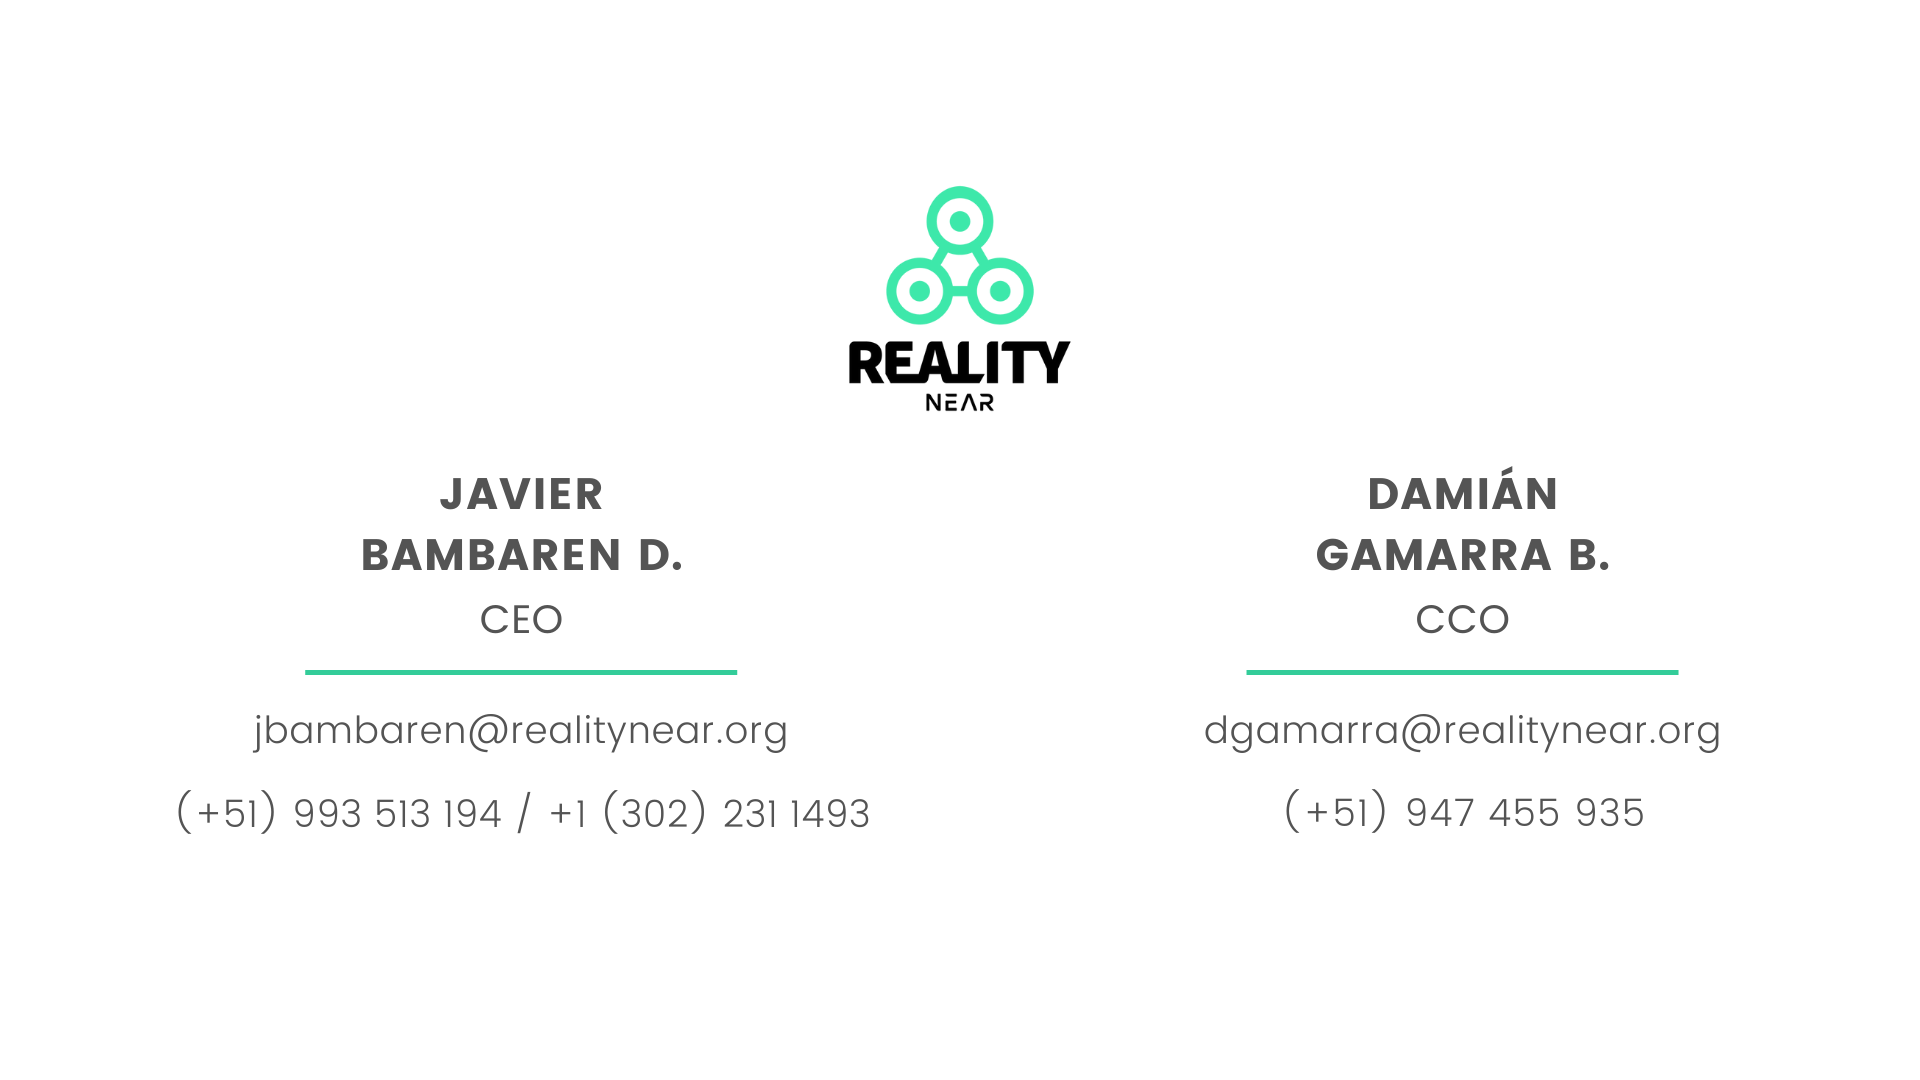 REALITY
NEAR
JAVIER
BAMBAREN D.
CEO
jbambaren@realitynear.org
(+51) 993 513 194 / +1 (302) 231 1493
DAMIÁN
GAMARRA B.
CCO
dgamarra@realitynear.org
(+51) 947 455 935